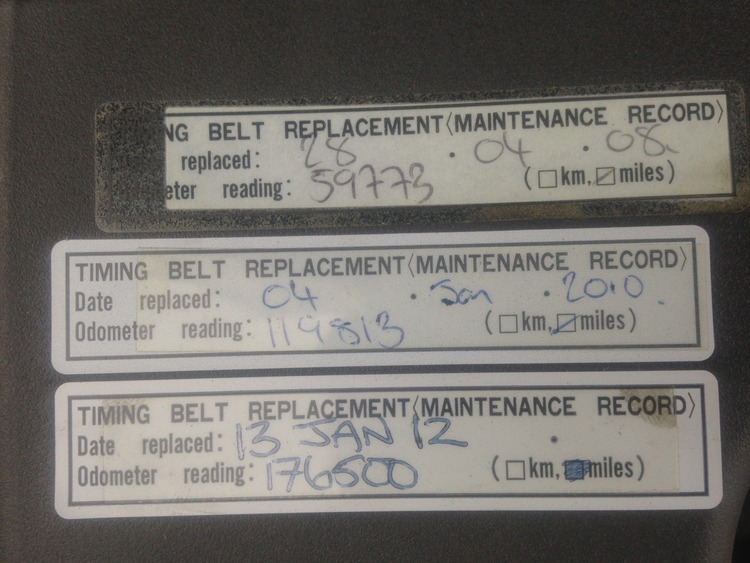 NG BELT REPLACEMENT (MAINTENANCE RECORD)
replaced: 28 . 04 . 08
eter reading: 59773 (□km, ☑miles)
TIMING BELT REPLACEMENT (MAINTENANCE RECORD)
Date replaced: 04 . Jan . 2010.
Odometer reading: 119813 (□km, ☑miles)
TIMING BELT REPLACEMENT (MAINTENANCE RECORD)
Date replaced: 13 JAN 12 .
Odometer reading: 176500 (□km, ■miles)